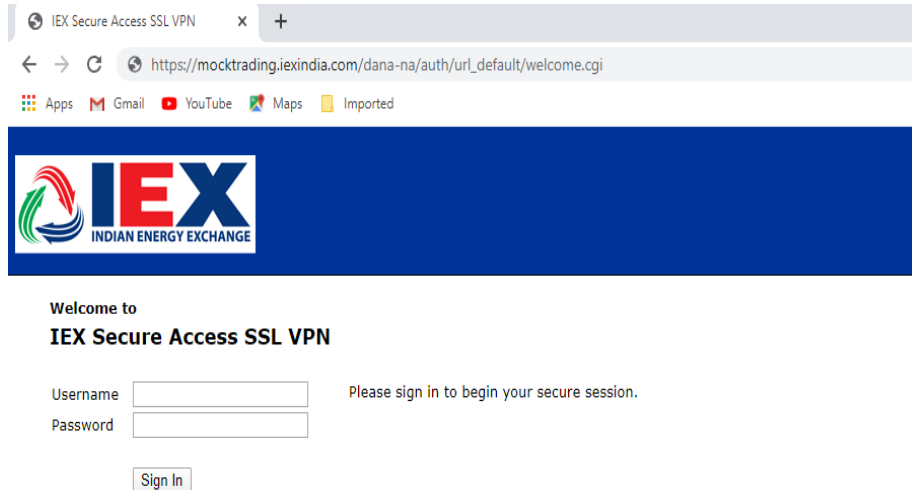 IEX Secure Access SSL VPN
https://mocktrading.iexindia.com/dana-na/auth/url_default/welcome.cgi
Apps Gmail YouTube Maps Imported
IEX
INDIAN ENERGY EXCHANGE
Welcome to
IEX Secure Access SSL VPN
Username Please sign in to begin your secure session.
Password
Sign In